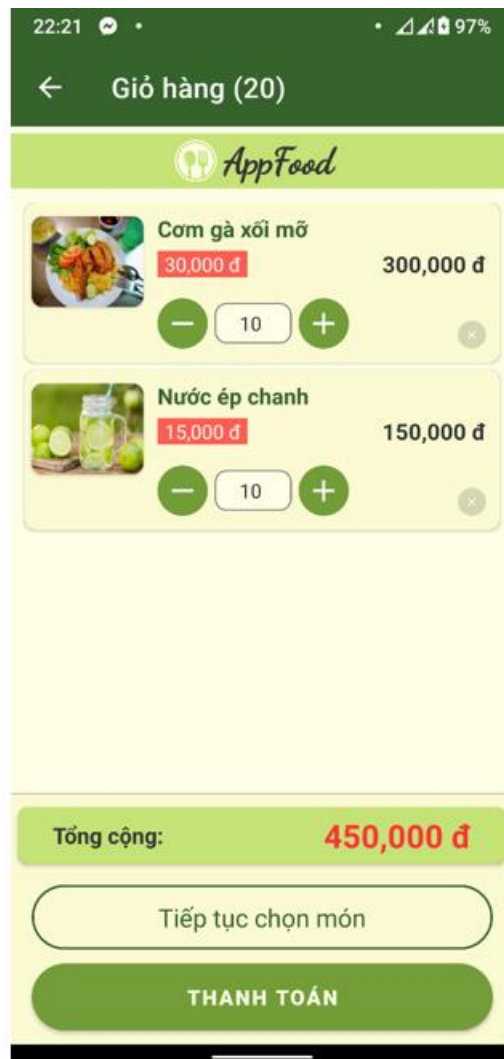 22:21
97%
Giỏ hàng (20)
AppFood
Cơm gà xối mỡ
30,000 đ
300,000 đ
10
Nước ép chanh
15,000 đ
150,000 đ
10
Tổng cộng:
450,000 đ
Tiếp tục chọn món
THANH TOÁN